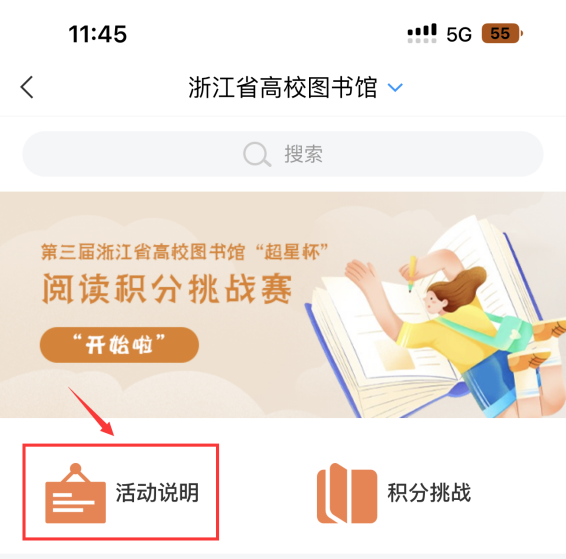 11:45
5G 55
浙江省高校图书馆
搜索
第三届浙江省高校图书馆“超星杯”
阅读积分挑战赛
“开始啦”
活动说明
积分挑战